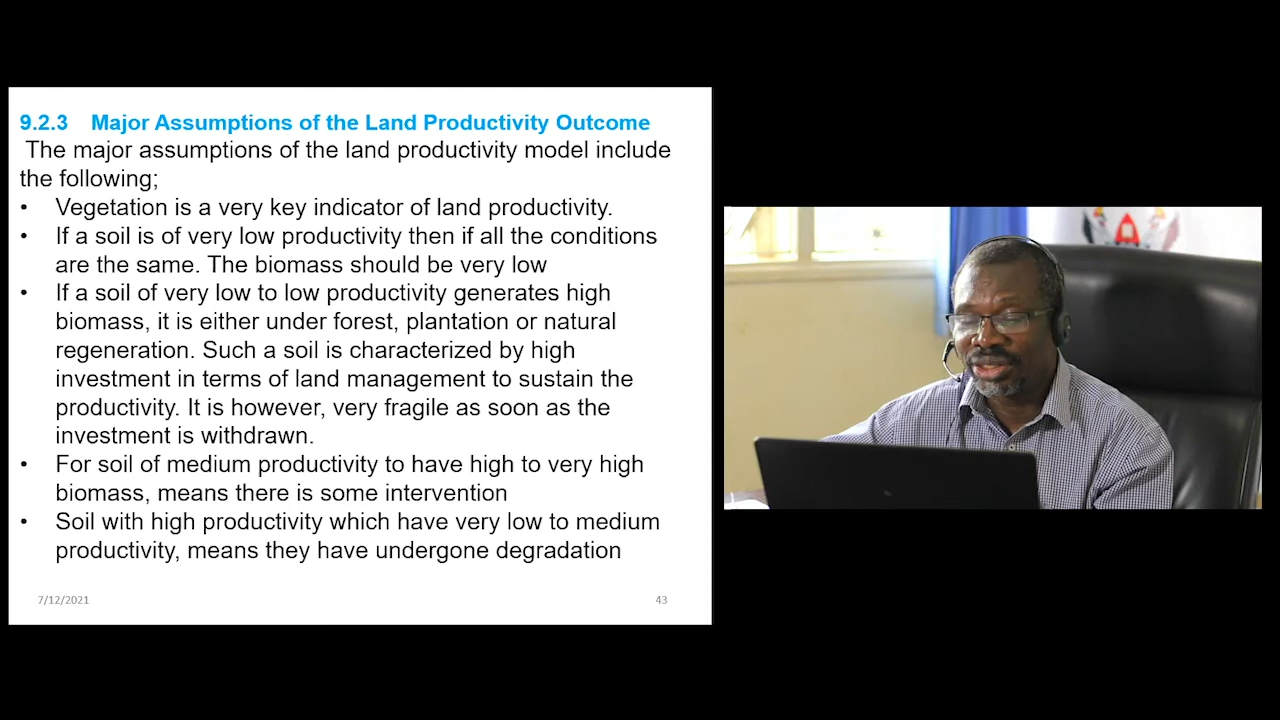 9.2.3 Major Assumptions of the Land Productivity Outcome
The major assumptions of the land productivity model include
the following;
• Vegetation is a very key indicator of land productivity.
• If a soil is of very low productivity then if all the conditions
are the same. The biomass should be very low
• If a soil of very low to low productivity generates high
biomass, it is either under forest, plantation or natural
regeneration. Such a soil is characterized by high
investment in terms of land management to sustain the
productivity. It is however, very fragile as soon as the
investment is withdrawn.
• For soil of medium productivity to have high to very high
biomass, means there is some intervention
• Soil with high productivity which have very low to medium
productivity, means they have undergone degradation
7/12/2021
43